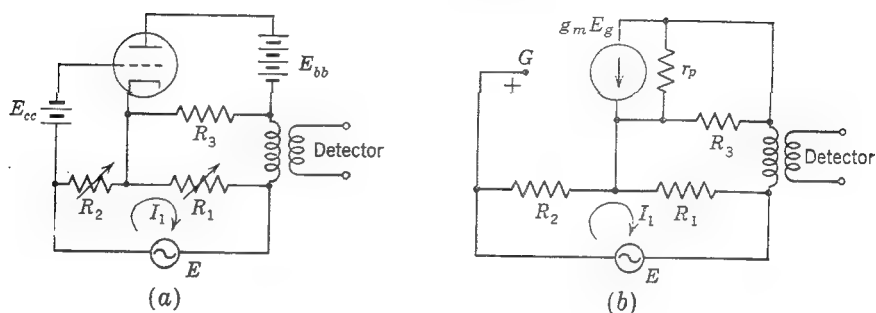 E_cc
E_bb
R_3
Detector
R_2
R_1
I_1
E
(a)
g_m E_g
G
+
r_p
R_3
Detector
R_2
R_1
I_1
E
(b)